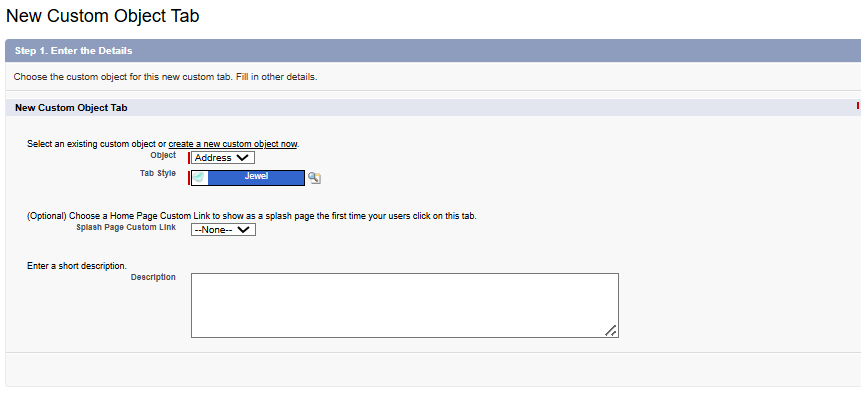 New Custom Object Tab
Step 1. Enter the Details
Choose the custom object for this new custom tab. Fill in other details.
New Custom Object Tab
Select an existing custom object or create a new custom object now.
Object Address
Tab Style Jewel
(Optional) Choose a Home Page Custom Link to show as a splash page the first time your users click on this tab.
Splash Page Custom Link --None--
Enter a short description.
Description